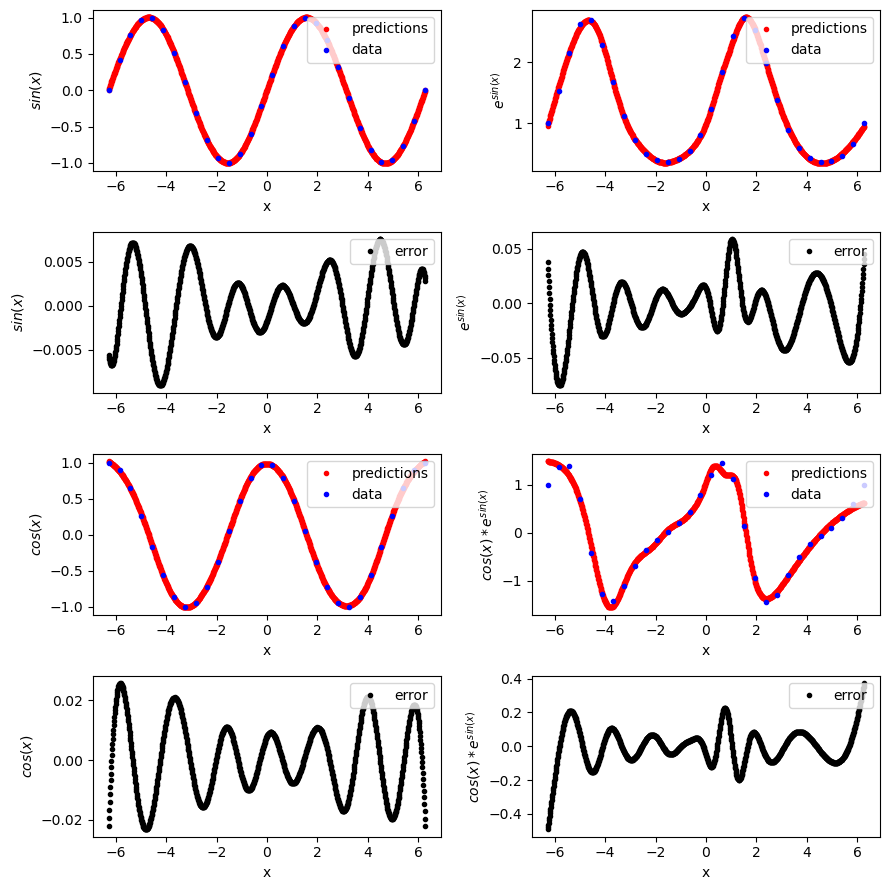 1.0
0.5
0.0
−0.5
−1.0
sin(x)
predictions
data
−6 −4 −2 0 2 4 6
x
2
1
e^{sin(x)}
predictions
data
−6 −4 −2 0 2 4 6
x
0.005
0.000
−0.005
sin(x)
error
−6 −4 −2 0 2 4 6
x
0.05
0.00
−0.05
e^{sin(x)}
error
−6 −4 −2 0 2 4 6
x
1.0
0.5
0.0
−0.5
−1.0
cos(x)
predictions
data
−6 −4 −2 0 2 4 6
x
1
0
−1
cos(x) * e^{sin(x)}
predictions
data
−6 −4 −2 0 2 4 6
x
0.02
0.00
−0.02
cos(x)
error
−6 −4 −2 0 2 4 6
x
0.4
0.2
0.0
−0.2
−0.4
cos(x) * e^{sin(x)}
error
−6 −4 −2 0 2 4 6
x